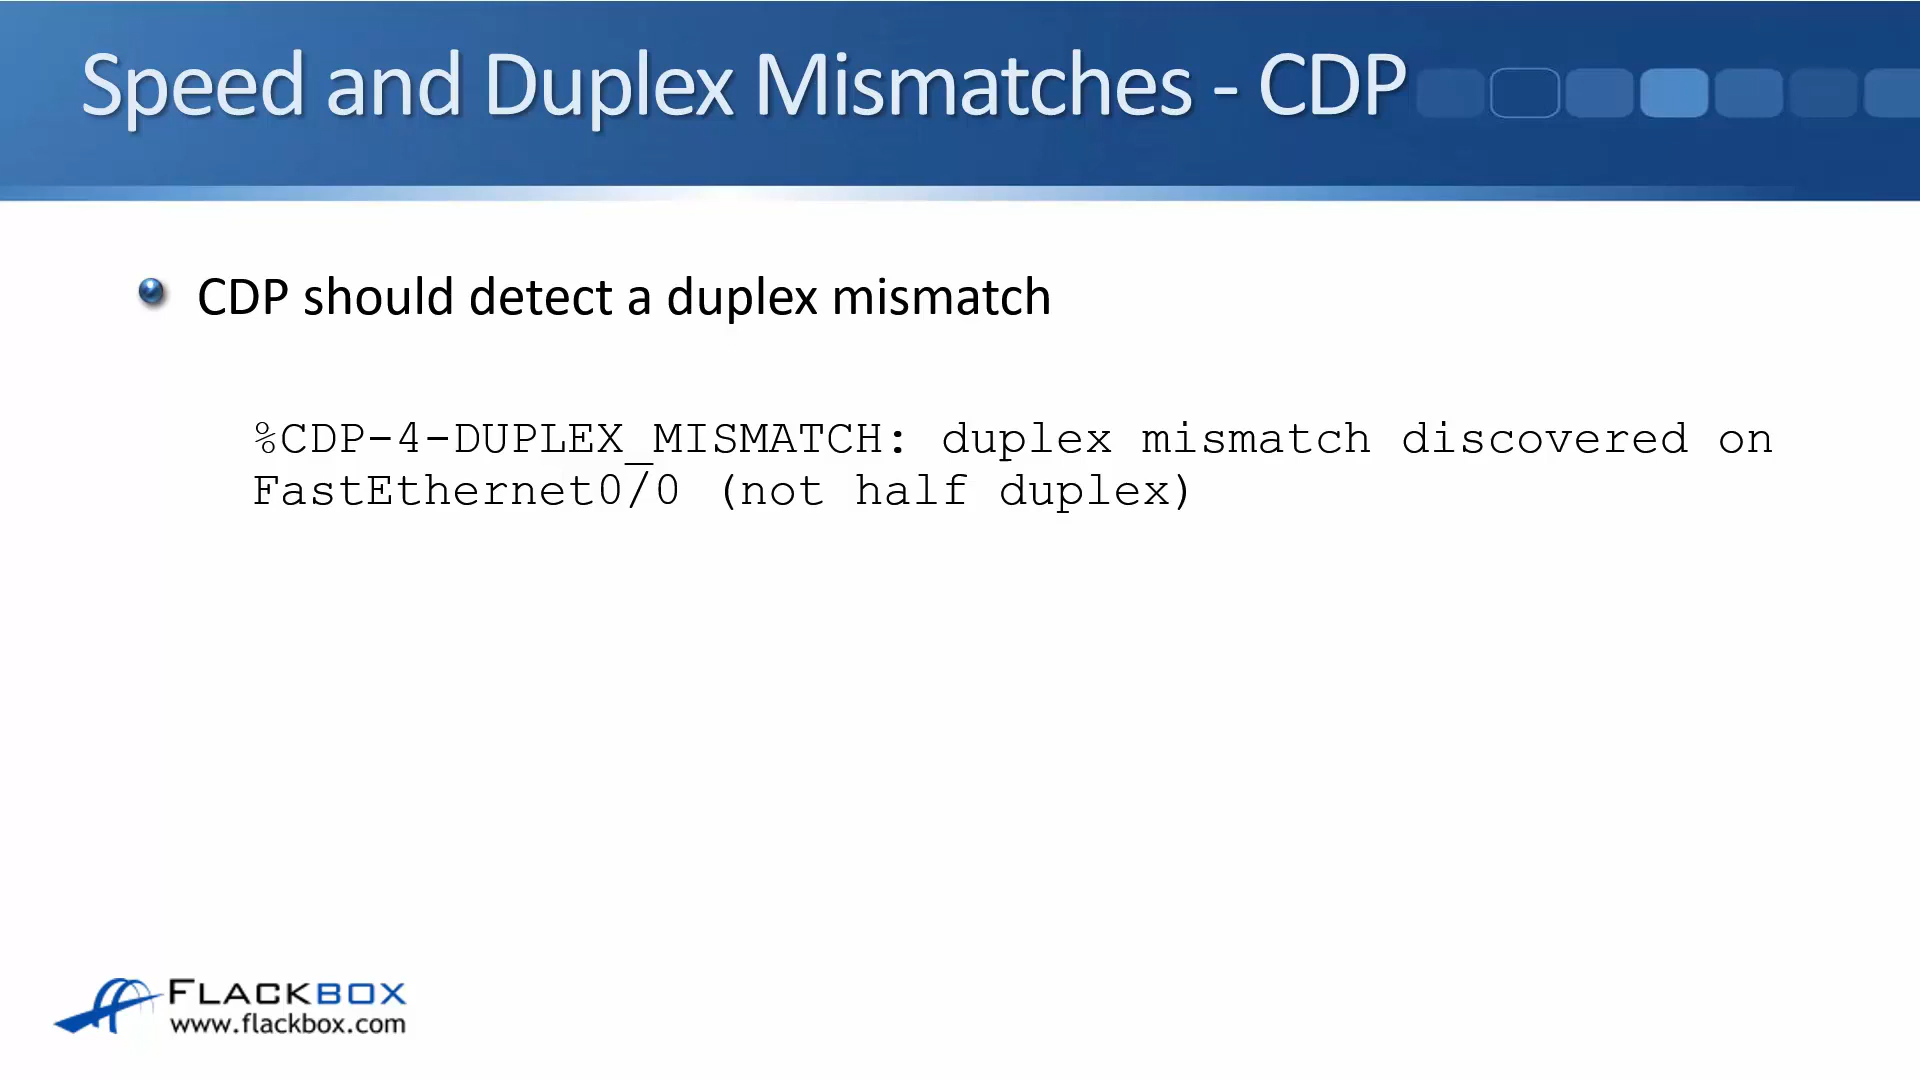 Speed and Duplex Mismatches - CDP
CDP should detect a duplex mismatch
%CDP-4-DUPLEX_MISMATCH: duplex mismatch discovered on
FastEthernet0/0 (not half duplex)
FLACKBOX
www.flackbox.com